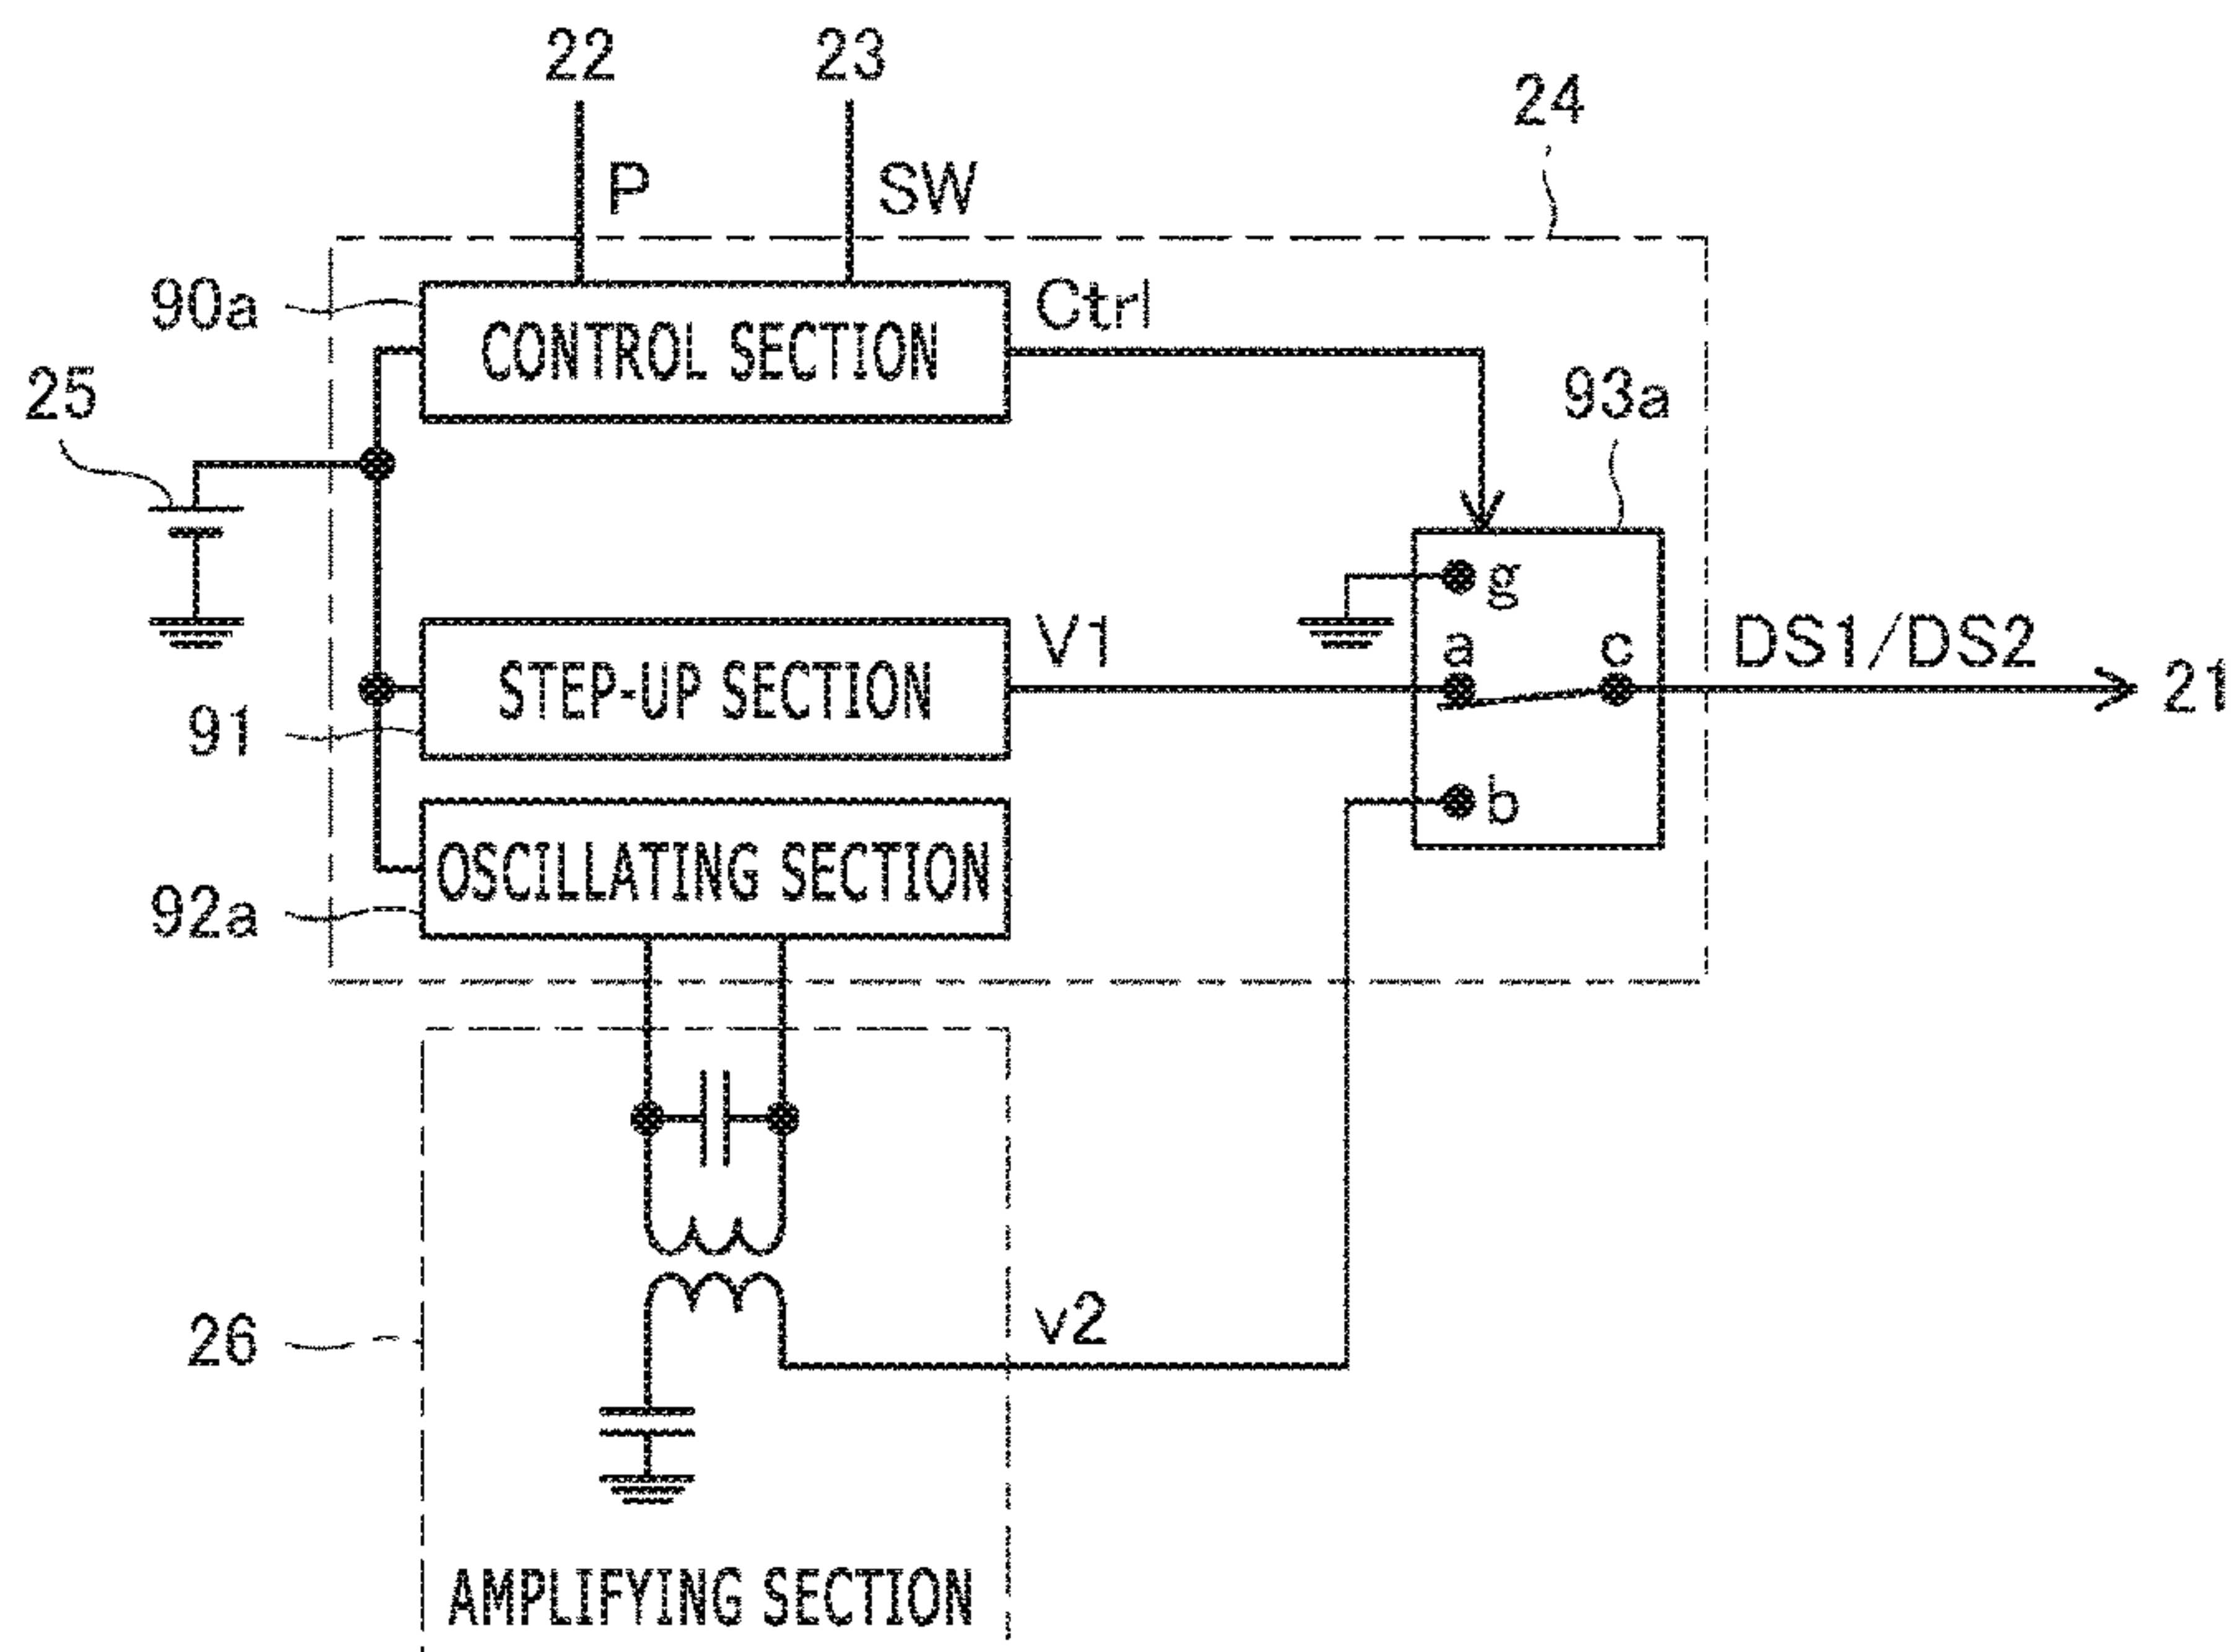 22
23
24
P
SW
90a
CONTROL SECTION
Ctrl
25
93a
g
STEP-UP SECTION
V1
a
c
DS1/DS2
21
91
b
OSCILLATING SECTION
92a
26
v2
AMPLIFYING SECTION